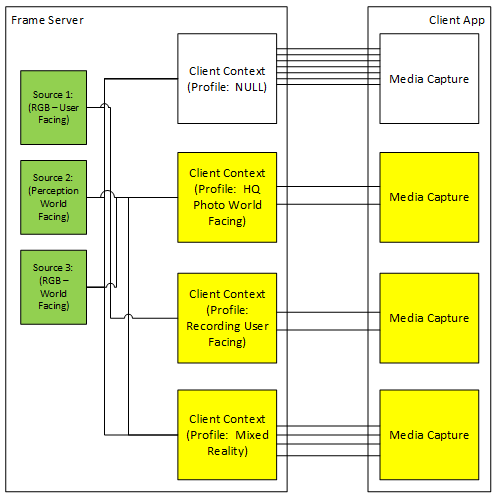 Frame Server
Client App
Source 1:
(RGB – User
Facing)
Source 2:
(Perception
World
Facing)
Source 3:
(RGB –
World
Facing)
Client Context
(Profile: NULL)
Client Context
(Profile: HQ
Photo World
Facing)
Client Context
(Profile:
Recording User
Facing)
Client Context
(Profile: Mixed
Reality)
Media Capture
Media Capture
Media Capture
Media Capture